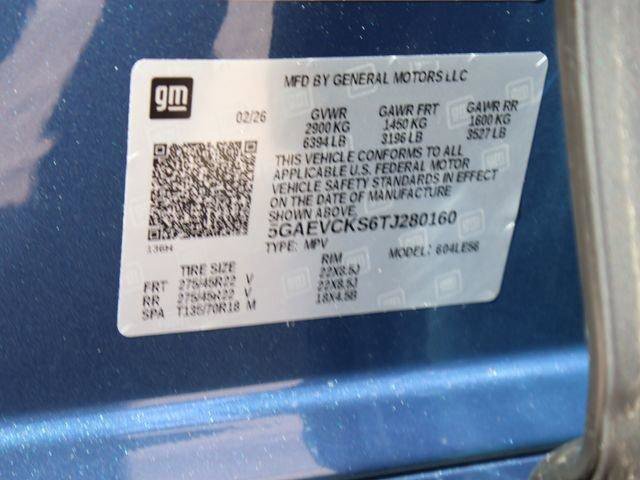 gm
MFD BY GENERAL MOTORS LLC
02/26
GVWR GAWR FRT GAWR RR
2900 KG 1450 KG 1600 KG
6394 LB 3196 LB 3527 LB
THIS VEHICLE CONFORMS TO ALL
APPLICABLE U.S. FEDERAL MOTOR
VEHICLE SAFETY STANDARDS IN EFFECT
ON THE DATE OF MANUFACTURE
SHOWN ABOVE.
5GAEVCKS6TJ280160
TYPE: MPV MODEL:
TIRE SIZE RIM
FRT 275/45R22 V 22X8.5J
RR 275/45R22 V 22X8.5J
SPA T135/70R18 M 18X4.5B